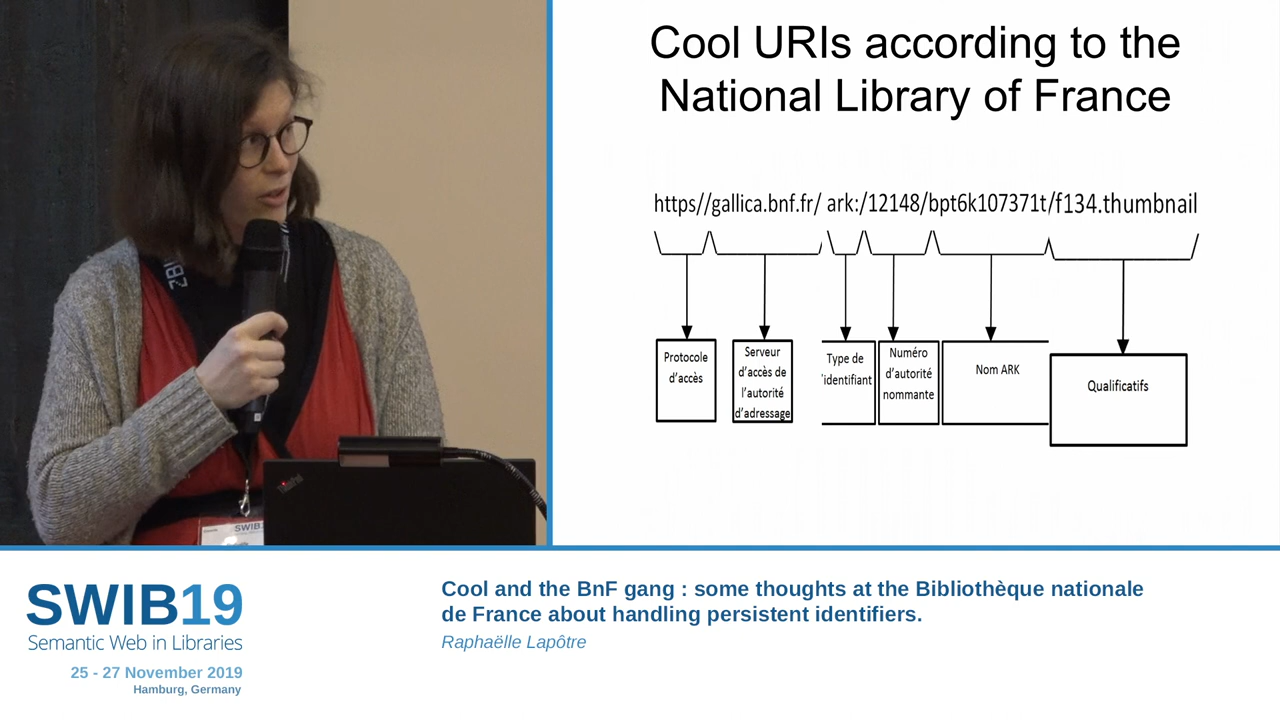 Cool URIs according to the
National Library of France
https//gallica.bnf.fr/ ark:/12148/bpt6k107371t/f134.thumbnail
Protocole
d'accès
Serveur
d'accès de
l'autorité
d'adressage
Type de
'identifiant
Numéro
d'autorité
nommante
Nom ARK
Qualificatifs
ZBW
ThinkPad
SWIB
SWIB19
Semantic Web in Libraries
25 - 27 November 2019
Hamburg, Germany
Cool and the BnF gang : some thoughts at the Bibliothèque nationale
de France about handling persistent identifiers.
Raphaëlle Lapôtre